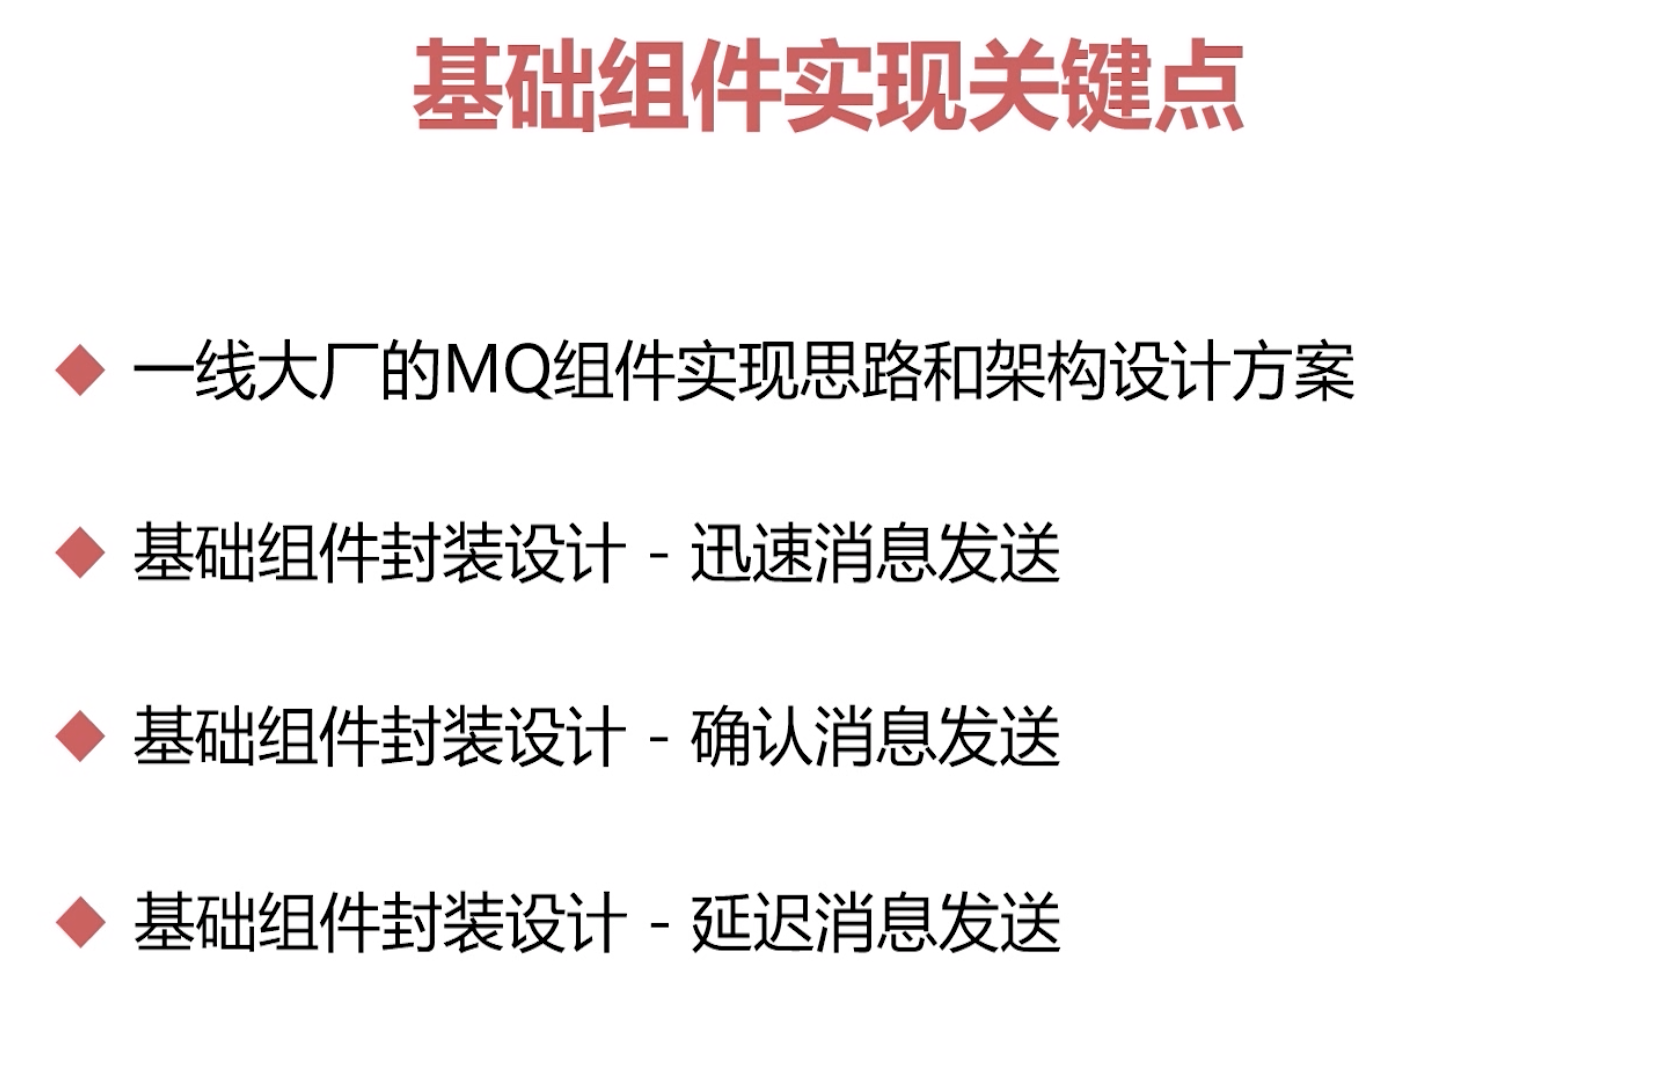 基础组件实现关键点
一线大厂的MQ组件实现思路和架构设计方案
基础组件封装设计 - 迅速消息发送
基础组件封装设计 - 确认消息发送
基础组件封装设计 - 延迟消息发送